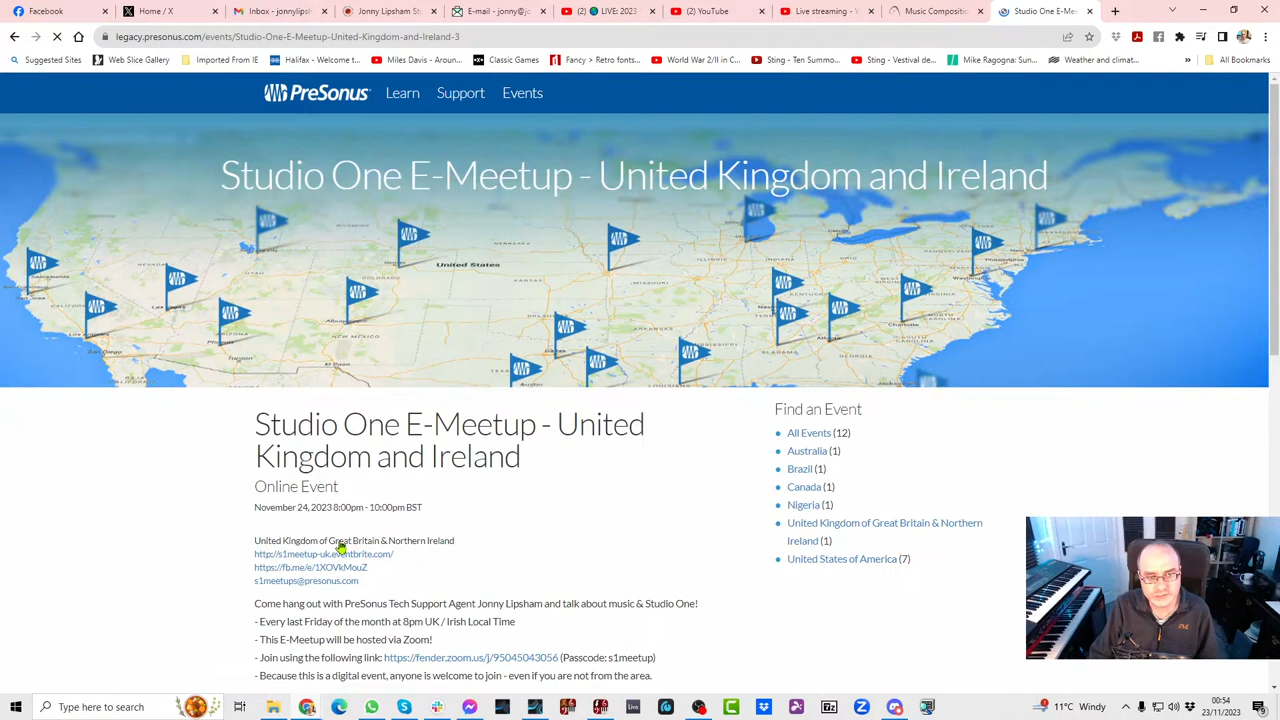 Facebook
Home / X
Inbox - jonnylipsh
Jonny Lipsham Stu
E-mail - jonny@jo
(2) LIVE: 2023
(2) YouTube
Live streaming - Y
Music Composition
Studio One E-Mee
legacy.presonus.com/events/Studio-One-E-Meetup-United-Kingdom-and-Ireland-3
Suggested Sites
Web Slice Gallery
Imported From IE
Halifax - Welcome t...
Miles Davis - Aroun...
Classic Games
Fancy > Retro fonts...
World War 2/II in C...
Sting - Ten Summo...
Sting - Vestival de...
Mike Ragogna: Sun...
Weather and climat...
»
All Bookmarks
PreSonus
Learn
Support
Events
Studio One E-Meetup - United Kingdom and Ireland
United States
Studio One E-Meetup - United
Kingdom and Ireland
Online Event
November 24, 2023 8:00pm - 10:00pm BST
United Kingdom of Great Britain & Northern Ireland
http://s1meetup-uk.eventbrite.com/
https://fb.me/e/1XOVkMouZ
s1meetups@presonus.com
Come hang out with PreSonus Tech Support Agent Jonny Lipsham and talk about music & Studio One!
- Every last Friday of the month at 8pm UK / Irish Local Time
- This E-Meetup will be hosted via Zoom!
- Join using the following link: https://fender.zoom.us/j/95045043056 (Passcode: s1meetup)
- Because this is a digital event, anyone is welcome to join - even if you are not from the area.
Find an Event
All Events (12)
Australia (1)
Brazil (1)
Canada (1)
Nigeria (1)
United Kingdom of Great Britain & Northern
Ireland (1)
United States of America (7)
Type here to search
Live
11°C Windy
00:54
23/11/2023